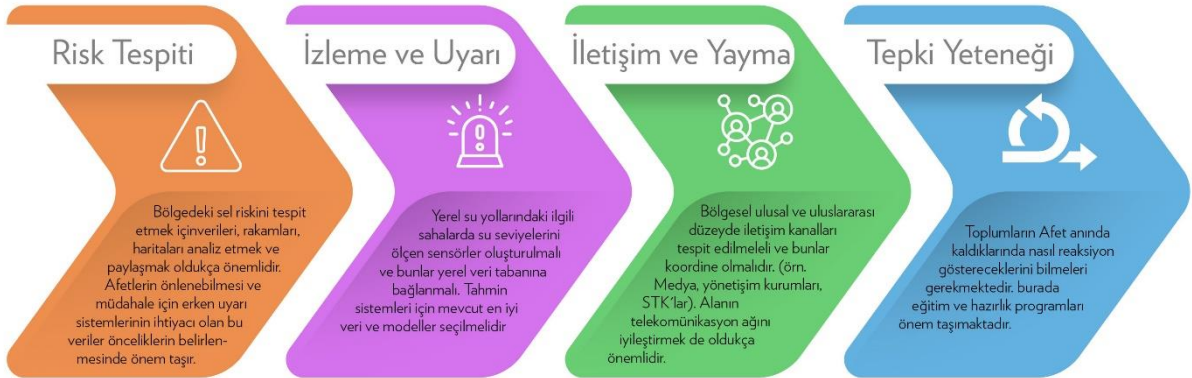 Risk Tespiti
Bölgedeki sel riskini tespit
etmek içinverileri, rakamları,
haritaları analiz etmek ve
paylaşmak oldukça önemlidir.
Afetlerin önlenebilmesi ve
müdahale için erken uyarı
sistemlerinin ihtiyacı olan bu
veriler önceliklerin belirlen-
mesinde önem taşır.
İzleme ve Uyarı
Yerel su yollarındaki ilgili
sahalarda su seviyelerini
ölçen sensörler oluşturulmalı
ve bunlar yerel veri tabanına
bağlanmalı. Tahmin
sistemleri için mevcut en iyi
veri ve modeller seçilmelidir
İletişim ve Yayma
Bölgesel ulusal ve uluslararası
düzeyde iletişim kanalları
tespit edilmeleli ve bunlar
koordine olmalıdır. (örn.
Medya, yönetişim kurumları,
STK'lar). Alanın
telekomünikasyon ağını
iyileştirmek de oldukça
önemlidir.
Tepki Yeteneği
Toplumların Afet anında
kaldıklarında nasıl reaksiyon
göstereceklerini bilmeleri
gerekmektedir. burada
eğitim ve hazırlık programları
önem taşımaktadır.